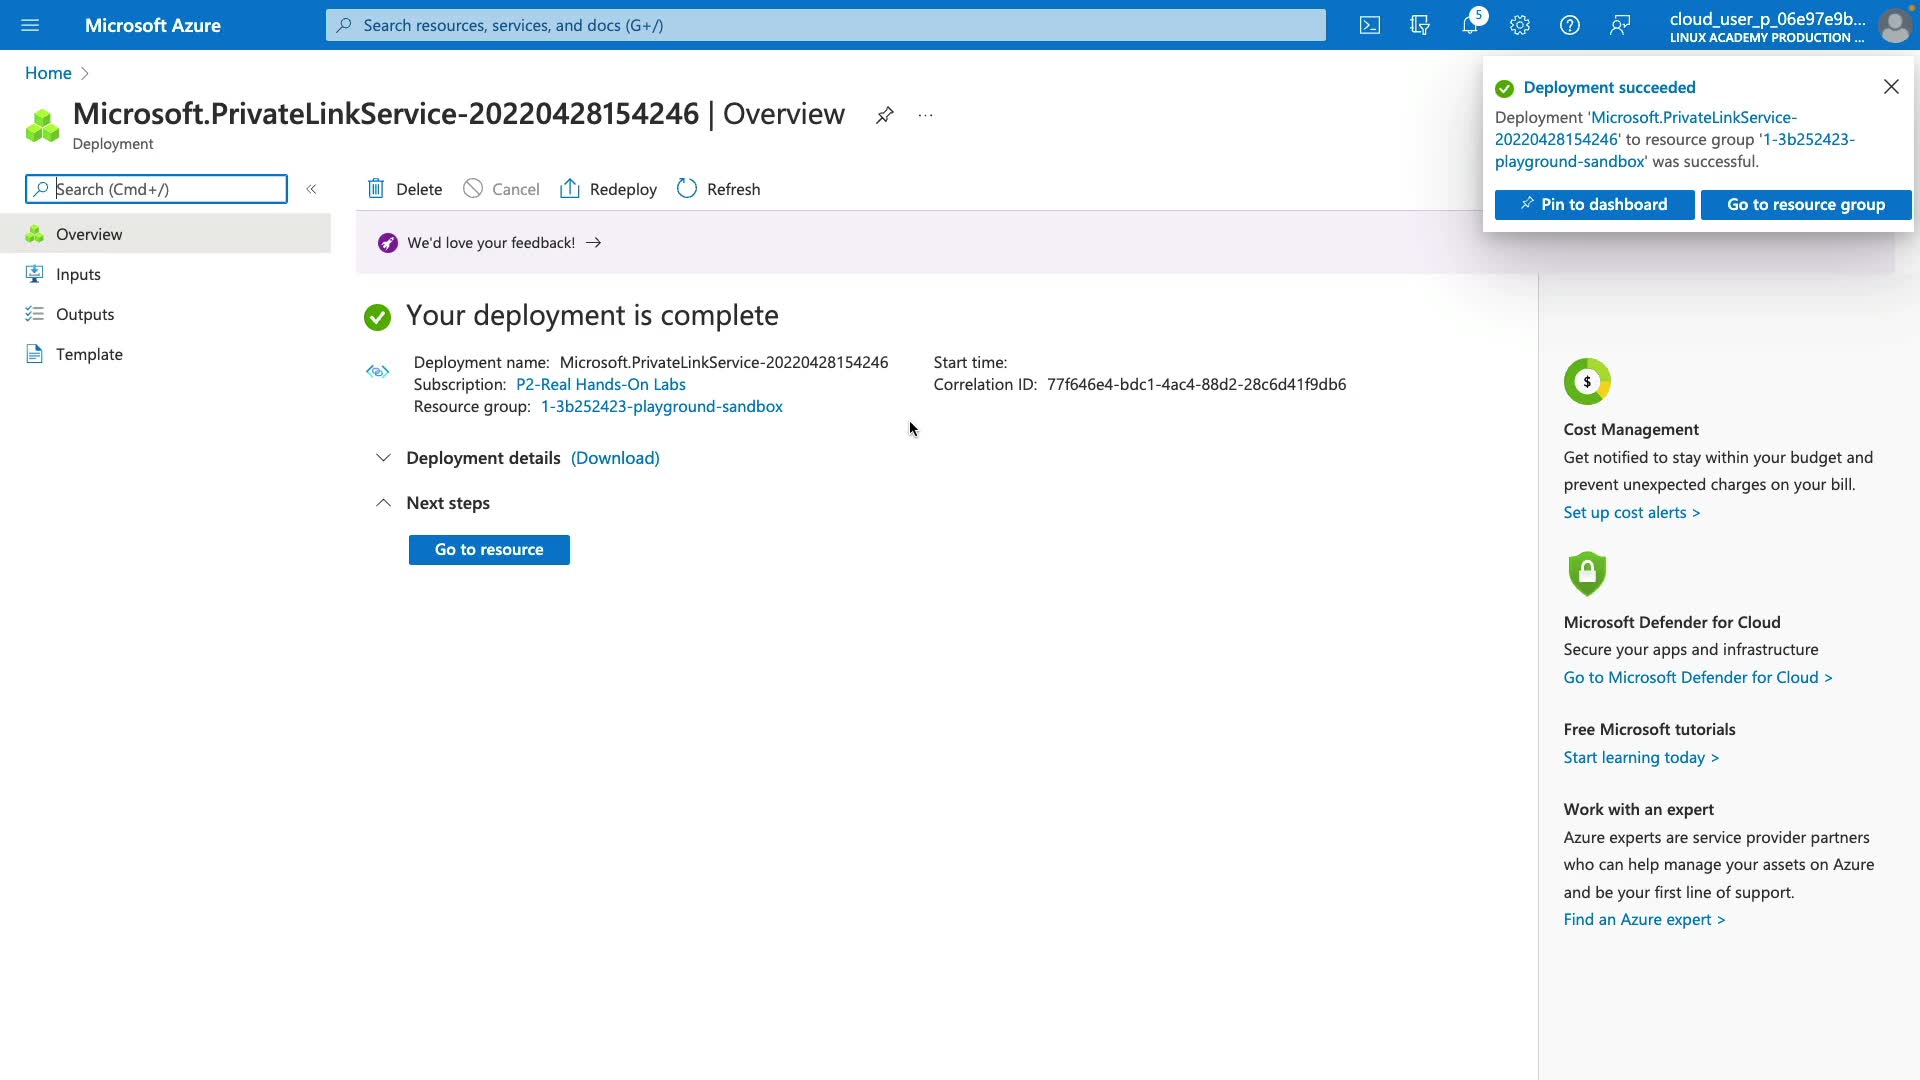 Microsoft Azure
Search resources, services, and docs (G+/)
5
cloud_user_p_06e97e9b...
LINUX ACADEMY PRODUCTION ...
Home
Microsoft.PrivateLinkService-20220428154246 | Overview
...
Deployment
Search (Cmd+/)
«
Overview
Inputs
Outputs
Template
Delete
Cancel
Redeploy
Refresh
We'd love your feedback! →
Your deployment is complete
Deployment name: Microsoft.PrivateLinkService-20220428154246
Subscription: P2-Real Hands-On Labs
Resource group: 1-3b252423-playground-sandbox
Start time:
Correlation ID: 77f646e4-bdc1-4ac4-88d2-28c6d41f9db6
Deployment details (Download)
Next steps
Go to resource
Deployment succeeded
Deployment 'Microsoft.PrivateLinkService-
20220428154246' to resource group '1-3b252423-
playground-sandbox' was successful.
Pin to dashboard
Go to resource group
$
Cost Management
Get notified to stay within your budget and
prevent unexpected charges on your bill.
Set up cost alerts >
Microsoft Defender for Cloud
Secure your apps and infrastructure
Go to Microsoft Defender for Cloud >
Free Microsoft tutorials
Start learning today >
Work with an expert
Azure experts are service provider partners
who can help manage your assets on Azure
and be your first line of support.
Find an Azure expert >